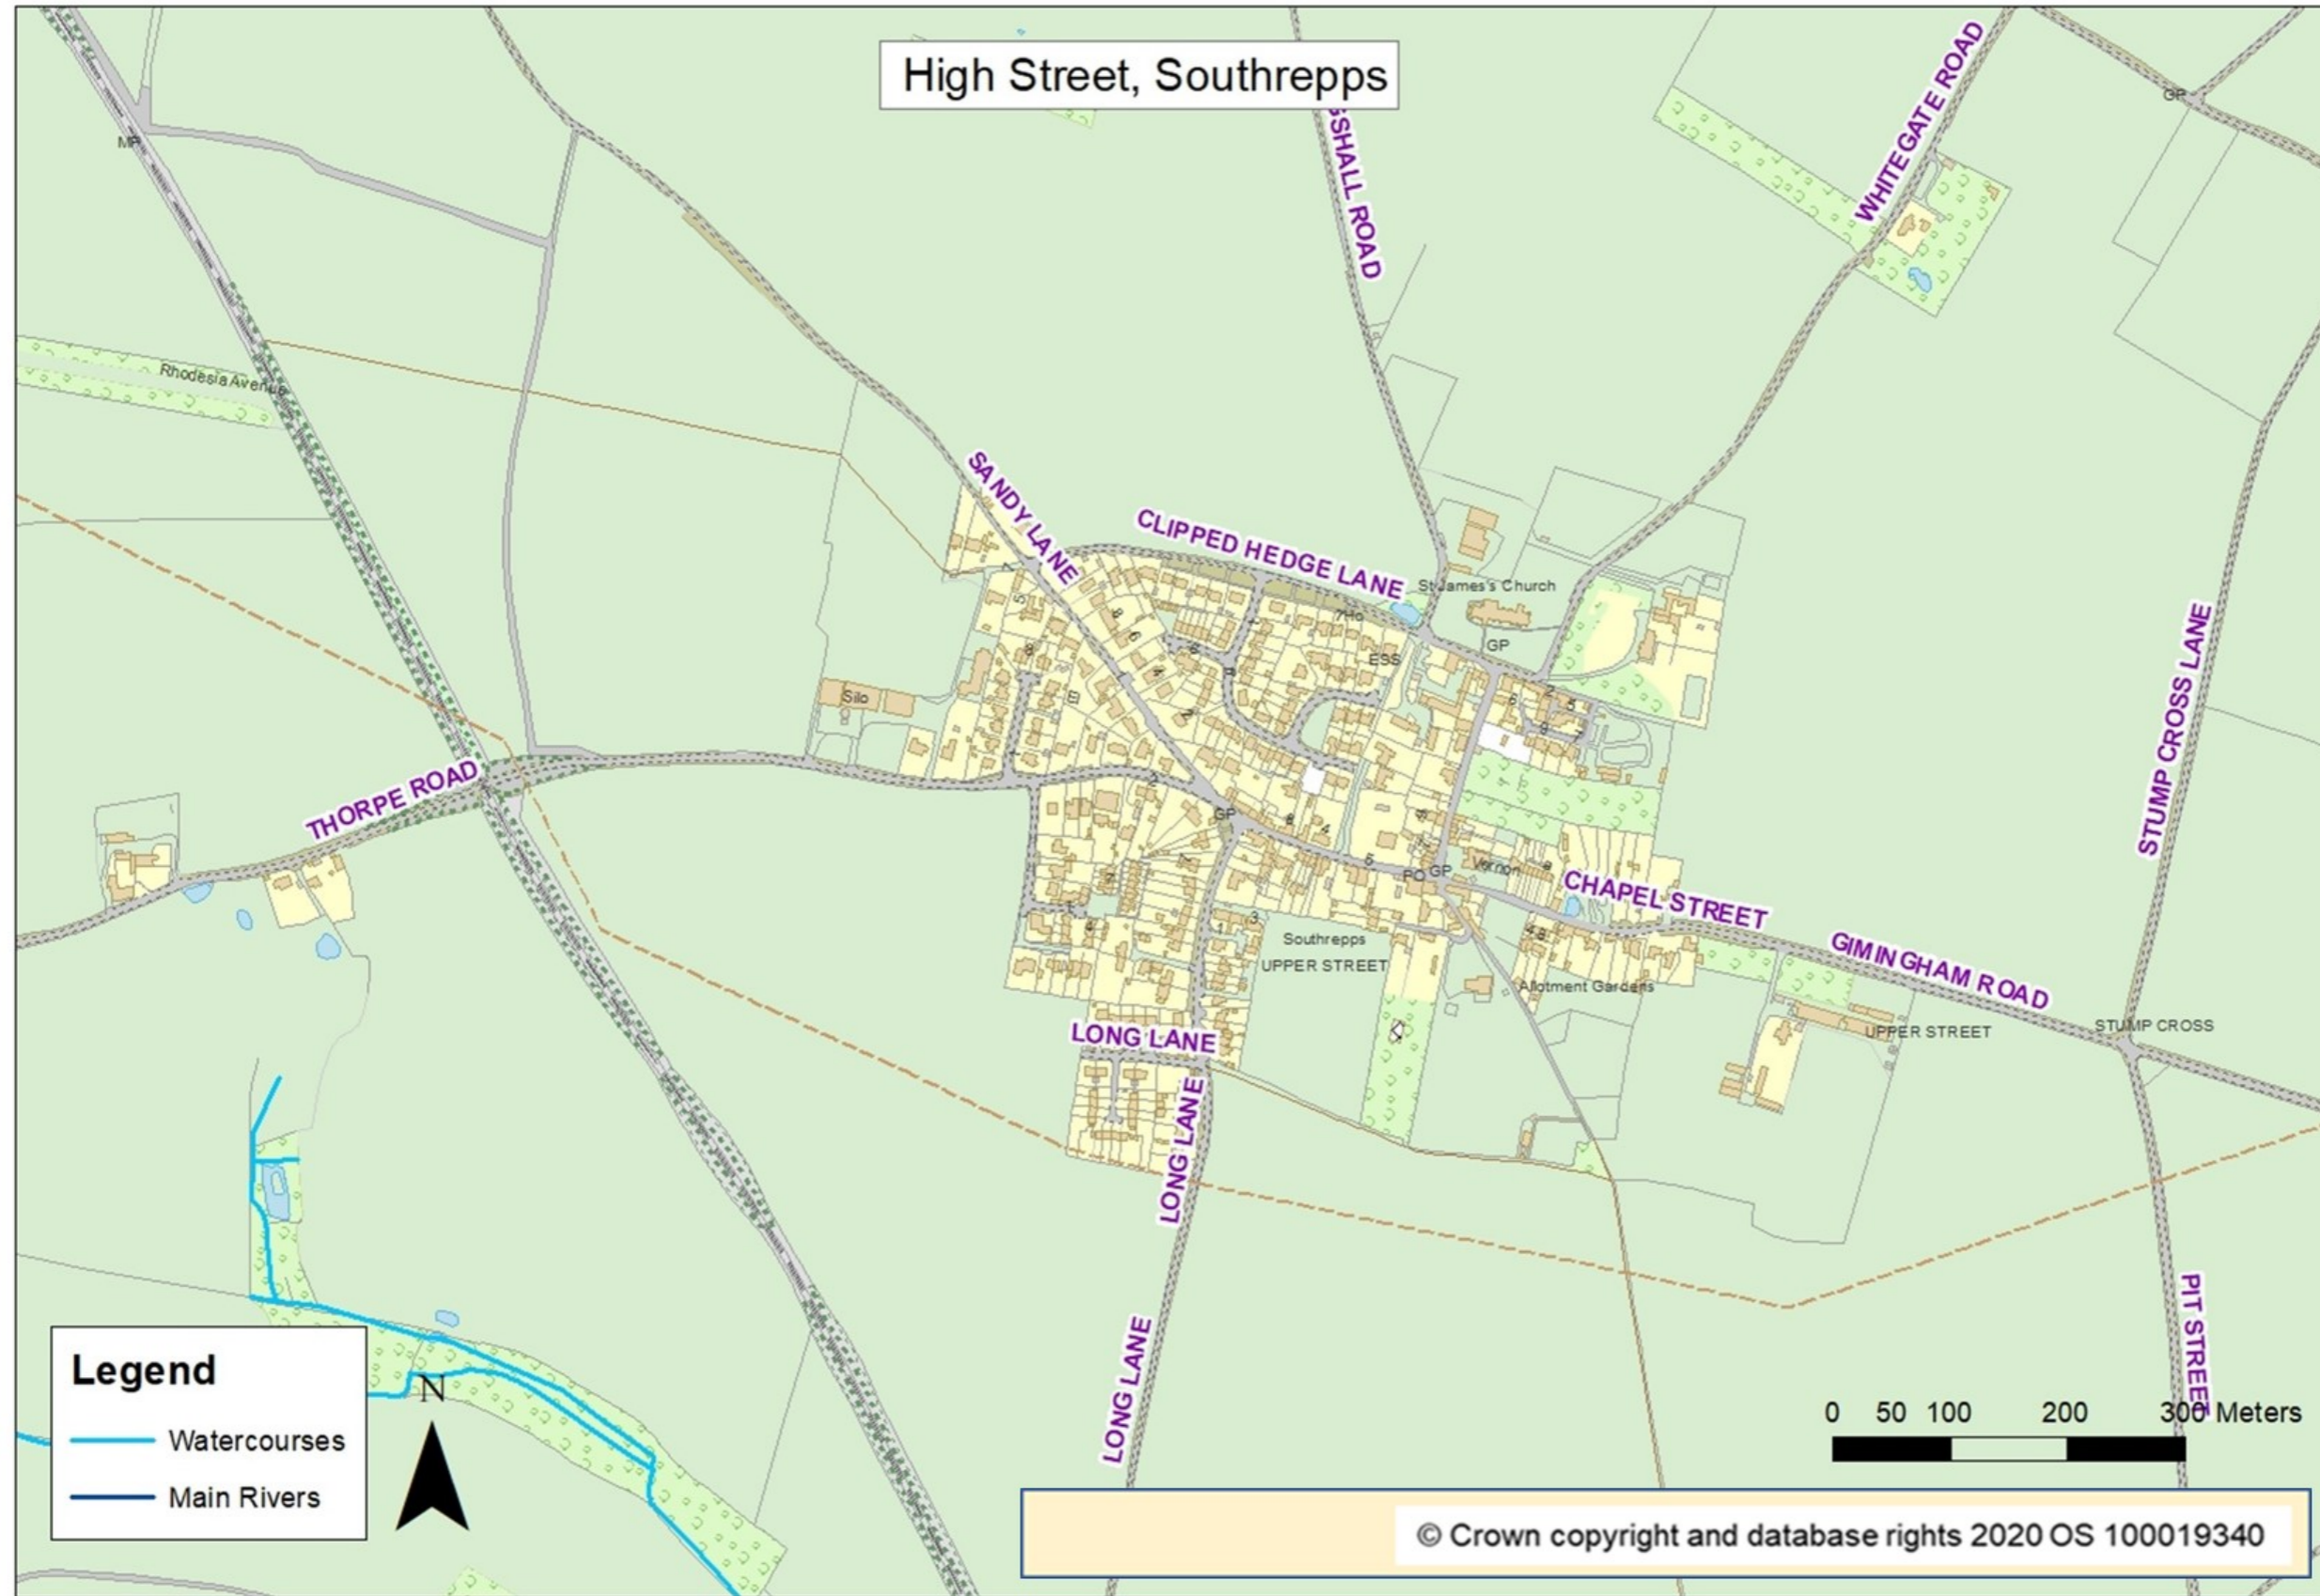 High Street, Southrepps
GSHALL ROAD
WHITEGATE ROAD
GP
MP
Rhodesia Avenue
SANDY LANE
CLIPPED HEDGE LANE
St James's Church
GP
ESS
Silo
STUMP CROSS LANE
THORPE ROAD
GP
PO
GP
Vernon
CHAPEL STREET
Southrepps
UPPER STREET
GIMINGHAM ROAD
Allotment Gardens
UPPER STREET
STUMP CROSS
LONG LANE
LONG LANE
LONG LANE
PIT STREET
Legend
Watercourses
Main Rivers
N
0 50 100 200 300 Meters
© Crown copyright and database rights 2020 OS 100019340